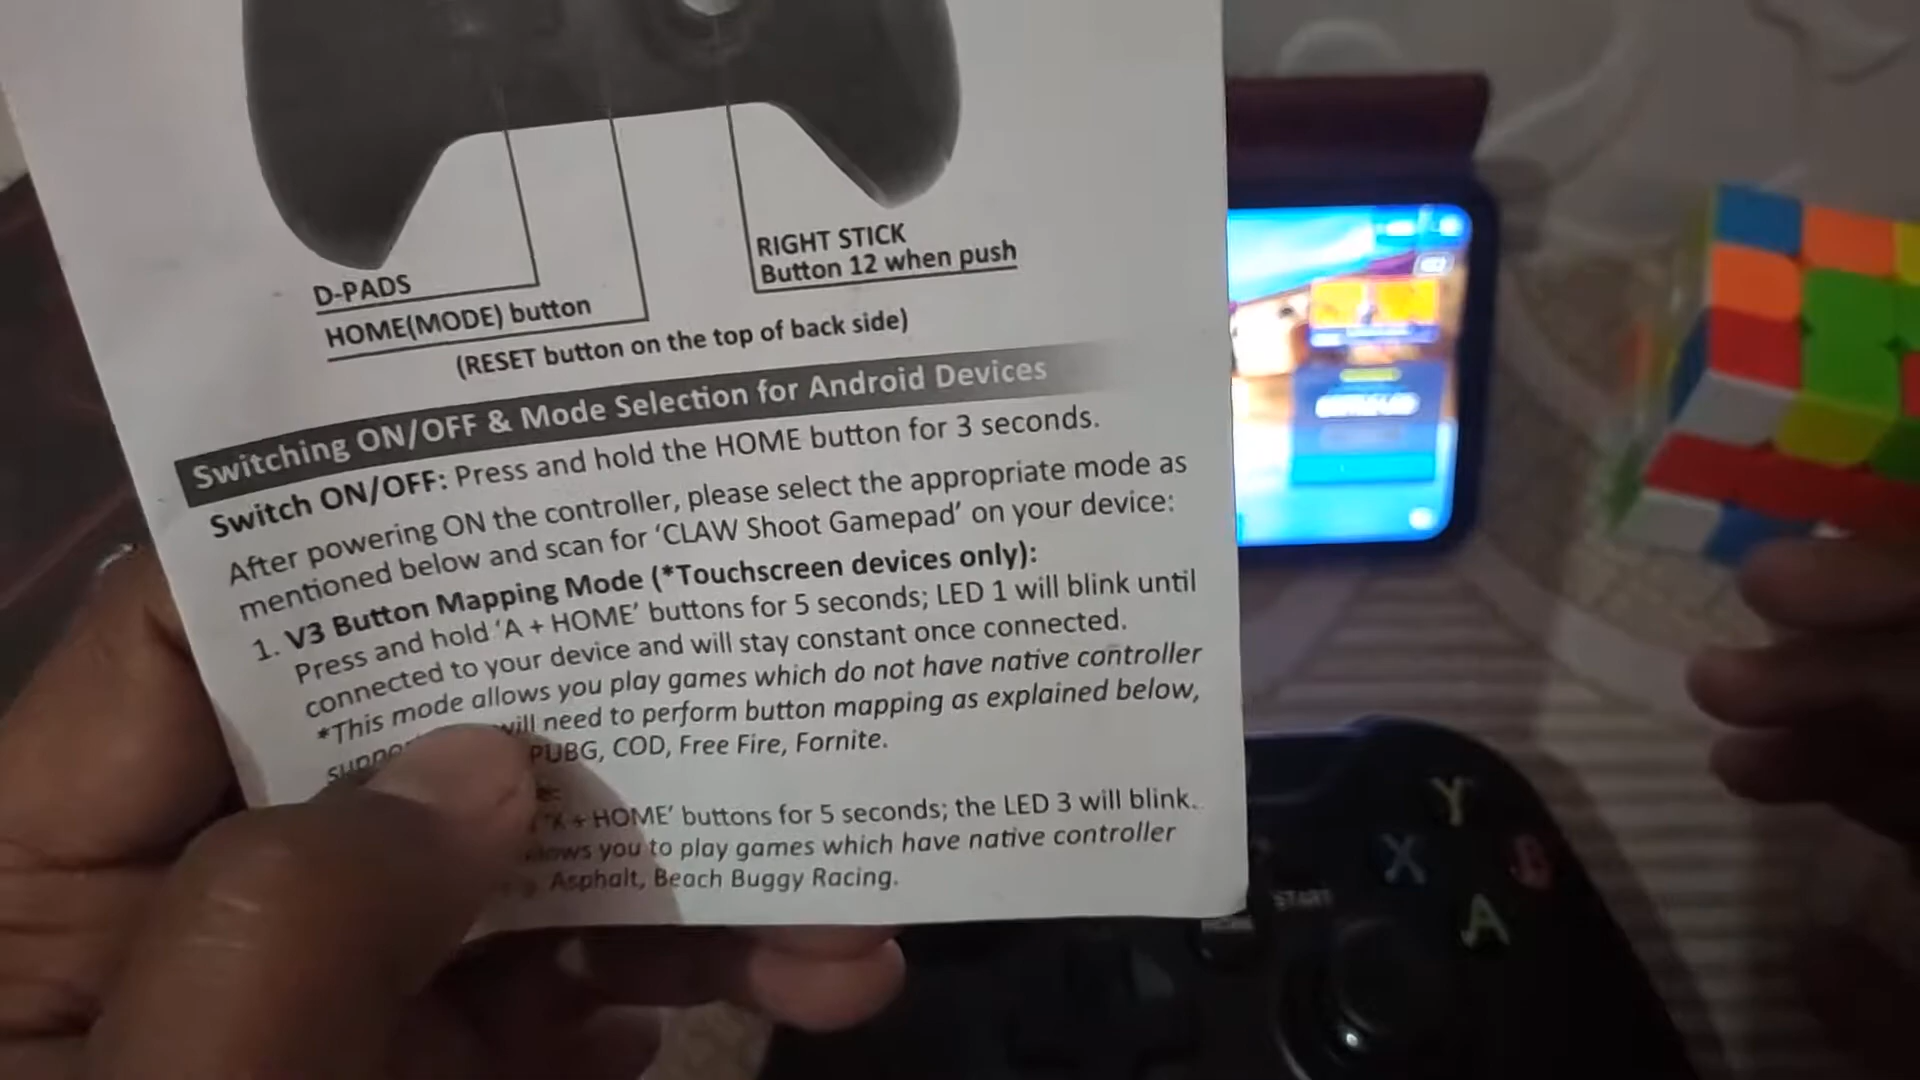 D-PADS
HOME(MODE) button
RIGHT STICK
Button 12 when push
(RESET button on the top of back side)
Switching ON/OFF & Mode Selection for Android Devices
Switch ON/OFF: Press and hold the HOME button for 3 seconds.
After powering ON the controller, please select the appropriate mode as
mentioned below and scan for ‘CLAW Shoot Gamepad’ on your device:
1. V3 Button Mapping Mode (*Touchscreen devices only):
Press and hold ‘A + HOME’ buttons for 5 seconds; LED 1 will blink until
connected to your device and will stay constant once connected.
*This mode allows you play games which do not have native controller
will need to perform button mapping as explained below,
PUBG, COD, Free Fire, Fornite.
‘X + HOME’ buttons for 5 seconds; the LED 3 will blink.
you to play games which have native controller
Asphalt, Beach Buggy Racing.
Y
X
B
A
START